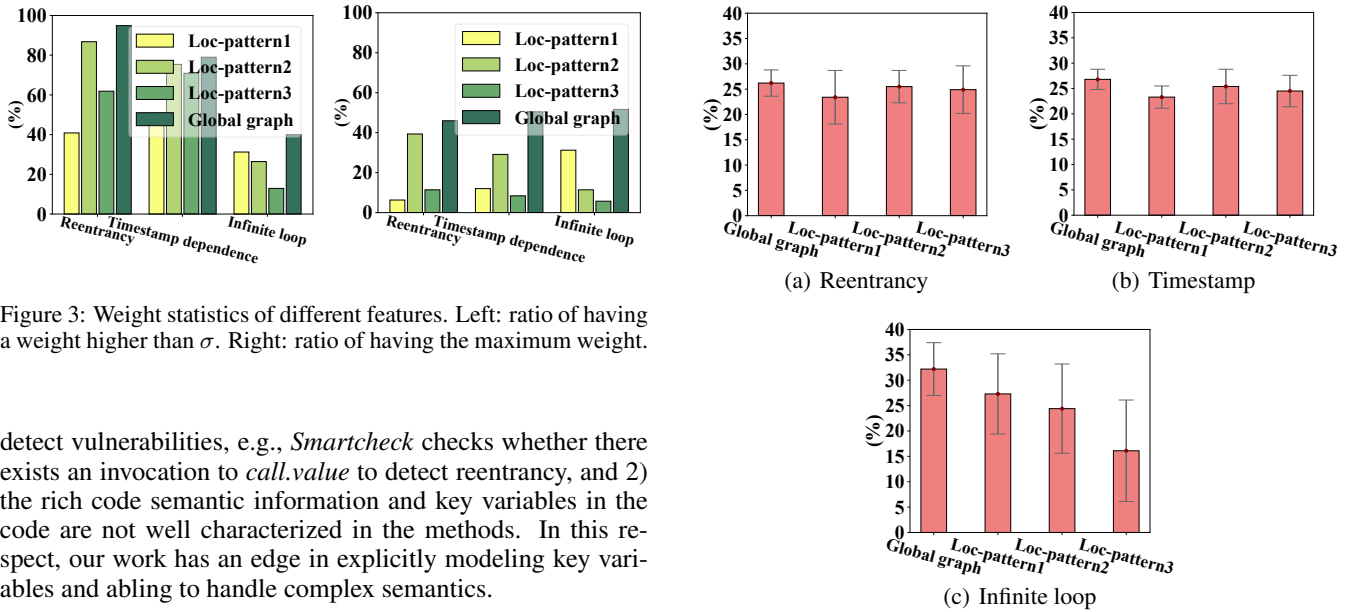 100
80
60
40
20
0
(%)
Loc-pattern1
Loc-pattern2
Loc-pattern3
Global graph
Reentrancy
Timestamp dependence
Infinite loop
100
80
60
40
20
0
(%)
Loc-pattern1
Loc-pattern2
Loc-pattern3
Global graph
Reentrancy
Timestamp dependence
Infinite loop
Figure 3: Weight statistics of different features. Left: ratio of having
a weight higher than σ. Right: ratio of having the maximum weight.
detect vulnerabilities, e.g., Smartcheck checks whether there
exists an invocation to call.value to detect reentrancy, and 2)
the rich code semantic information and key variables in the
code are not well characterized in the methods. In this re-
spect, our work has an edge in explicitly modeling key vari-
ables and abling to handle complex semantics.
40
35
30
25
20
15
10
5
0
(%)
Global graph
Loc-pattern1
Loc-pattern2
Loc-pattern3
(a) Reentrancy
40
35
30
25
20
15
10
5
0
(%)
Global graph
Loc-pattern1
Loc-pattern2
Loc-pattern3
(b) Timestamp
40
35
30
25
20
15
10
5
0
(%)
Global graph
Loc-pattern1
Loc-pattern2
Loc-pattern3
(c) Infinite loop